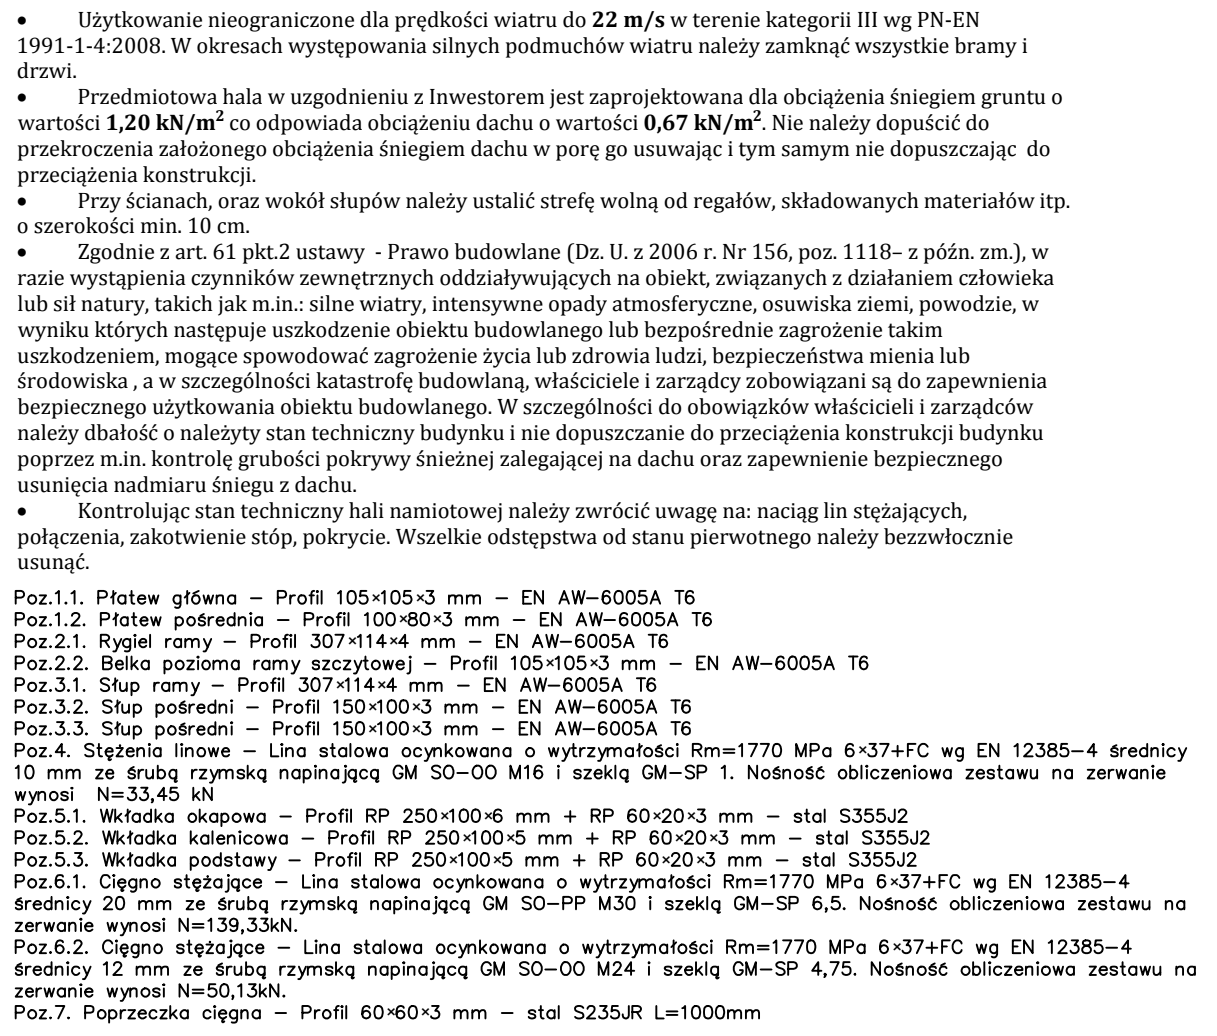 • Użytkowanie nieograniczone dla prędkości wiatru do 22 m/s w terenie kategorii III wg PN-EN
1991-1-4:2008. W okresach występowania silnych podmuchów wiatru należy zamknąć wszystkie bramy i
drzwi.
• Przedmiotowa hala w uzgodnieniu z Inwestorem jest zaprojektowana dla obciążenia śniegiem gruntu o
wartości 1,20 kN/m² co odpowiada obciążeniu dachu o wartości 0,67 kN/m². Nie należy dopuścić do
przekroczenia założonego obciążenia śniegiem dachu w porę go usuwając i tym samym nie dopuszczając do
przeciążenia konstrukcji.
• Przy ścianach, oraz wokół słupów należy ustalić strefę wolną od regałów, składowanych materiałów itp.
o szerokości min. 10 cm.
• Zgodnie z art. 61 pkt.2 ustawy - Prawo budowlane (Dz. U. z 2006 r. Nr 156, poz. 1118– z późn. zm.), w
razie wystąpienia czynników zewnętrznych oddziaływujących na obiekt, związanych z działaniem człowieka
lub sił natury, takich jak m.in.: silne wiatry, intensywne opady atmosferyczne, osuwiska ziemi, powodzie, w
wyniku których następuje uszkodzenie obiektu budowlanego lub bezpośrednie zagrożenie takim
uszkodzeniem, mogące spowodować zagrożenie życia lub zdrowia ludzi, bezpieczeństwa mienia lub
środowiska , a w szczególności katastrofę budowlaną, właściciele i zarządcy zobowiązani są do zapewnienia
bezpiecznego użytkowania obiektu budowlanego. W szczególności do obowiązków właścicieli i zarządców
należy dbałość o należyty stan techniczny budynku i nie dopuszczanie do przeciążenia konstrukcji budynku
poprzez m.in. kontrolę grubości pokrywy śnieżnej zalegającej na dachu oraz zapewnienie bezpiecznego
usunięcia nadmiaru śniegu z dachu.
• Kontrolując stan techniczny hali namiotowej należy zwrócić uwagę na: naciąg lin stężających,
połączenia, zakotwienie stóp, pokrycie. Wszelkie odstępstwa od stanu pierwotnego należy bezzwłocznie
usunąć.
Poz.1.1. Płatew główna – Profil 105×105×3 mm – EN AW–6005A T6
Poz.1.2. Płatew pośrednia – Profil 100×80×3 mm – EN AW–6005A T6
Poz.2.1. Rygiel ramy – Profil 307×114×4 mm – EN AW–6005A T6
Poz.2.2. Belka pozioma ramy szczytowej – Profil 105×105×3 mm – EN AW–6005A T6
Poz.3.1. Słup ramy – Profil 307×114×4 mm – EN AW–6005A T6
Poz.3.2. Słup pośredni – Profil 150×100×3 mm – EN AW–6005A T6
Poz.3.3. Słup pośredni – Profil 150×100×3 mm – EN AW–6005A T6
Poz.4. Stężenia linowe – Lina stalowa ocynkowana o wytrzymałości Rm=1770 MPa 6×37+FC wg EN 12385–4 średnicy
10 mm ze śrubą rzymską napinającą GM SO–OO M16 i szeklą GM–SP 1. Nośność obliczeniowa zestawu na zerwanie
wynosi N=33,45 kN
Poz.5.1. Wkładka okapowa – Profil RP 250×100×6 mm + RP 60×20×3 mm – stal S355J2
Poz.5.2. Wkładka kalenicowa – Profil RP 250×100×5 mm + RP 60×20×3 mm – stal S355J2
Poz.5.3. Wkładka podstawy – Profil RP 250×100×5 mm + RP 60×20×3 mm – stal S355J2
Poz.6.1. Cięgno stężające – Lina stalowa ocynkowana o wytrzymałości Rm=1770 MPa 6×37+FC wg EN 12385–4
średnicy 20 mm ze śrubą rzymską napinającą GM SO–PP M30 i szeklą GM–SP 6,5. Nośność obliczeniowa zestawu na
zerwanie wynosi N=139,33kN.
Poz.6.2. Cięgno stężające – Lina stalowa ocynkowana o wytrzymałości Rm=1770 MPa 6×37+FC wg EN 12385–4
średnicy 12 mm ze śrubą rzymską napinającą GM SO–OO M24 i szeklą GM–SP 4,75. Nośność obliczeniowa zestawu na
zerwanie wynosi N=50,13kN.
Poz.7. Poprzeczka cięgna – Profil 60×60×3 mm – stal S235JR L=1000mm